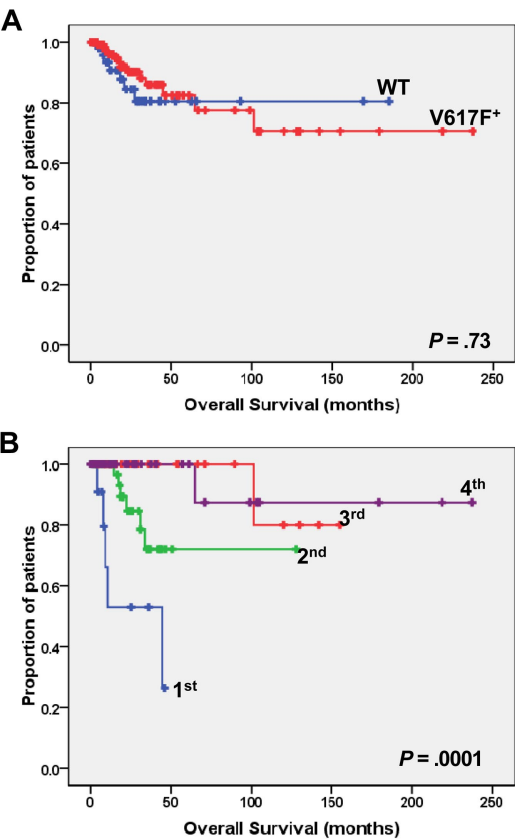 A
1.0
0.8
0.6
0.4
0.2
0.0
Proportion of patients
WT
V617F+
P = .73
0 50 100 150 200 250
Overall Survival (months)
B
1.0
0.8
0.6
0.4
0.2
0.0
Proportion of patients
4th
3rd
2nd
1st
P = .0001
0 50 100 150 200 250
Overall Survival (months)